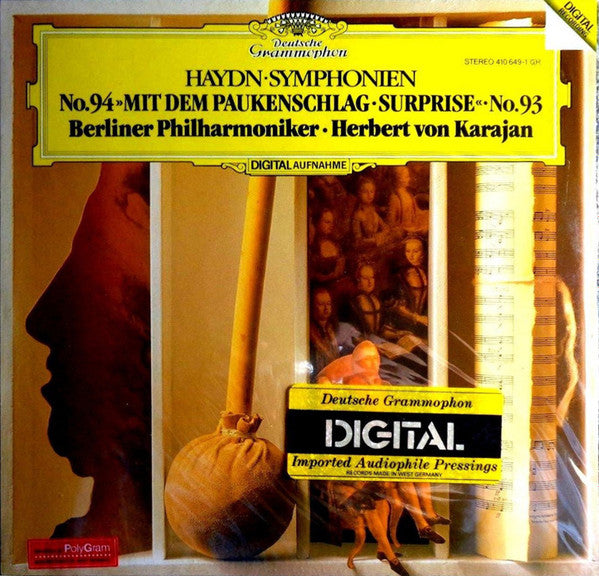 Deutsche
Grammophon
DIGITAL
RECORDING
STEREO 410 649-1 GH
HAYDN·SYMPHONIEN
No.94»MIT DEM PAUKENSCHLAG·SURPRISE«·No.93
Berliner Philharmoniker·Herbert von Karajan
DIGITAL AUFNAHME
Deutsche Grammophon
DIGITAL
Imported Audiophile Pressings
RECORDS MADE IN WEST GERMANY
PolyGram